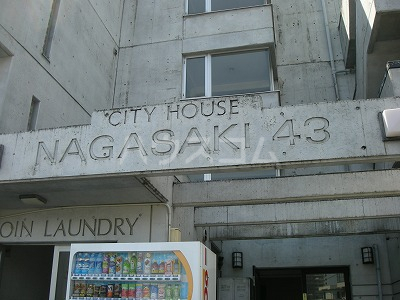 CITY HOUSE
NAGASAKI 43
OIN LAUNDRY